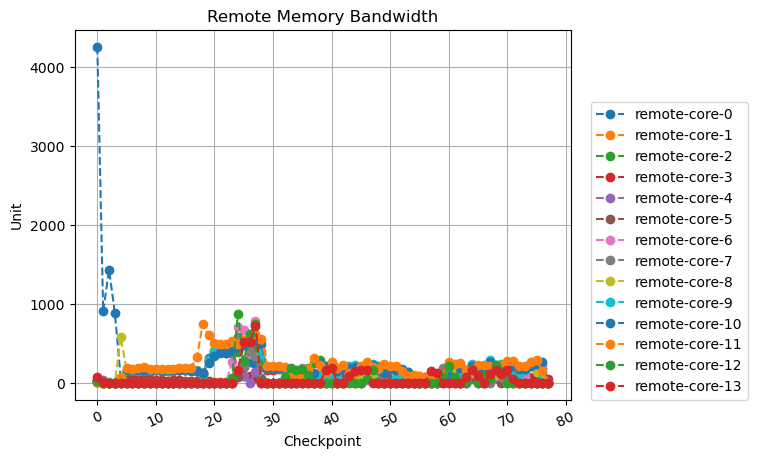 Remote Memory Bandwidth
Unit
4000
3000
2000
1000
0
0 10 20 30 40 50 60 70 80
Checkpoint
remote-core-0
remote-core-1
remote-core-2
remote-core-3
remote-core-4
remote-core-5
remote-core-6
remote-core-7
remote-core-8
remote-core-9
remote-core-10
remote-core-11
remote-core-12
remote-core-13